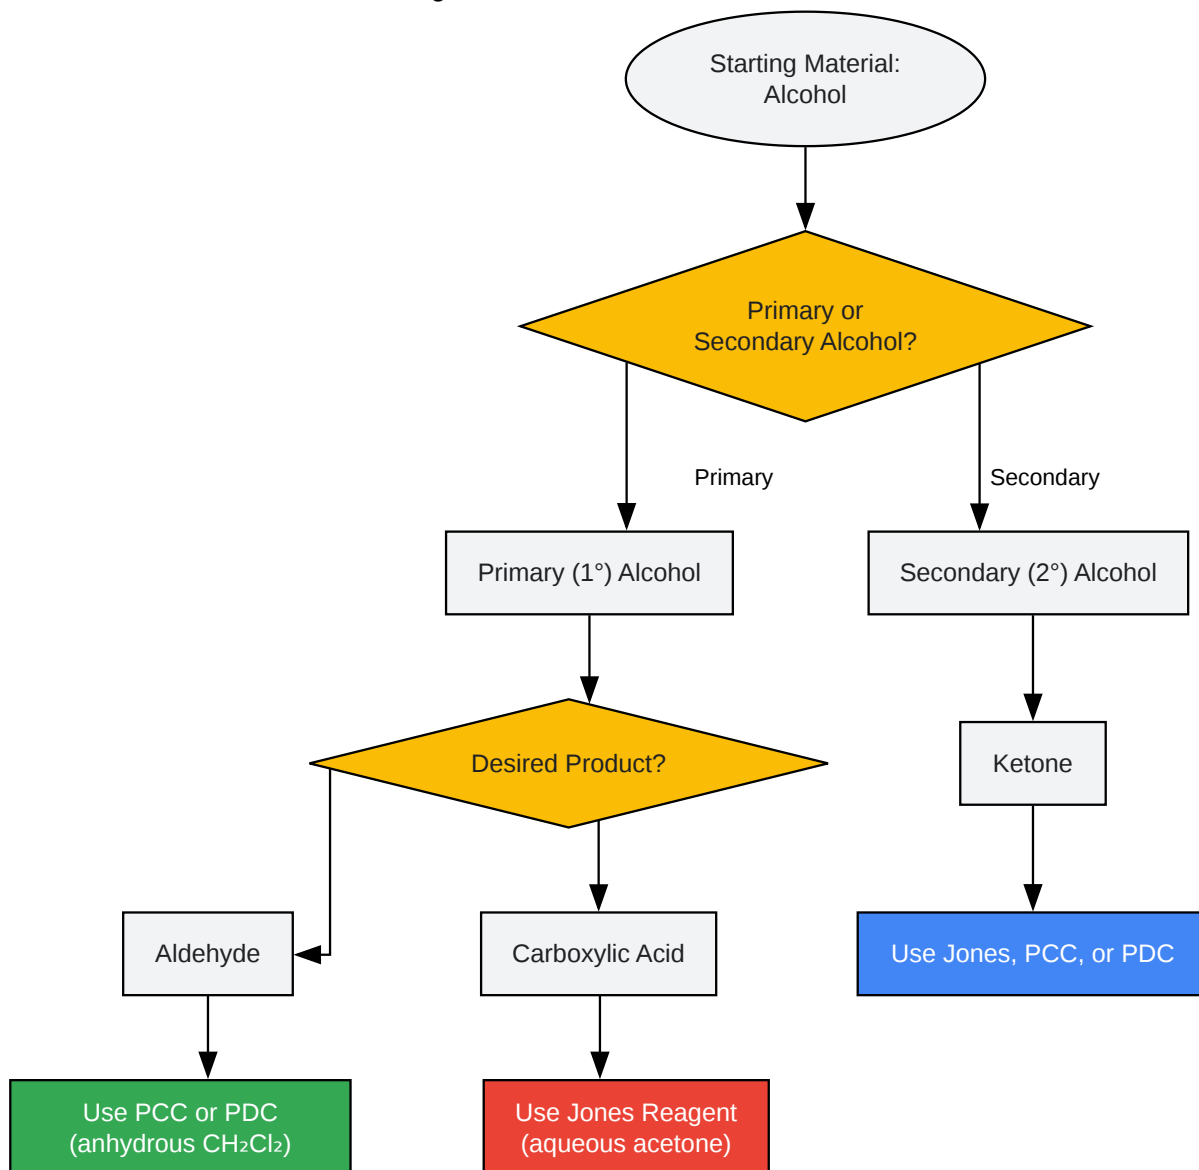 Starting Material:
Alcohol
Primary or
Secondary Alcohol?
Primary
Secondary
Primary (1°) Alcohol
Secondary (2°) Alcohol
Desired Product?
Ketone
Aldehyde
Carboxylic Acid
Use Jones, PCC, or PDC
Use PCC or PDC
(anhydrous CH₂Cl₂)
Use Jones Reagent
(aqueous acetone)